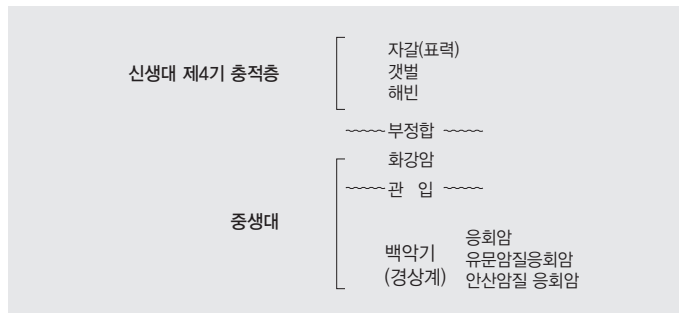 신생대 제4기 충적층
자갈(표력)
갯벌
해빈
부정합
화강암
관 입
중생대
백악기
(경상계)
응회암
유문암질응회암
안산암질 응회암